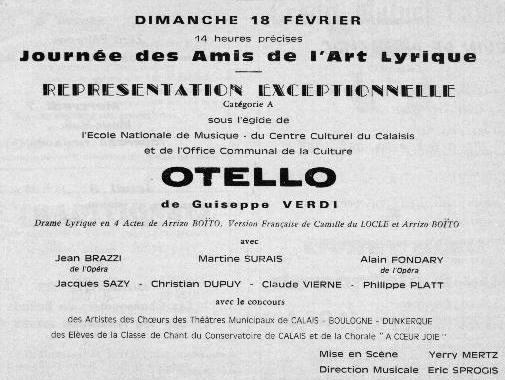 DIMANCHE 18 FÉVRIER
14 heures précises
Journée des Amis de l'Art Lyrique
REPRESENTATION EXCEPTIONNELLE
Catégorie A
sous l'égide de
l'Ecole Nationale de Musique - du Centre Culturel du Calaisis
et de l'Office Communal de la Culture
OTELLO
de Guiseppe VERDI
Drame Lyrique en 4 Actes de Arrizo BOÏTO. Version Française de Camille du LOCLE et Arrizo BOÏTO
avec
Jean BRAZZI Martine SURAIS Alain FONDARY
de l'Opéra de l'Opéra
Jacques SAZY - Christian DUPUY - Claude VIERNE - Philippe PLATT
avec le concours
des Artistes des Chœurs des Théâtres Municipaux de CALAIS - BOULOGNE - DUNKERQUE
des Elèves de la Classe de Chant du Conservatoire de CALAIS et de la Chorale " A CŒUR JOIE "
Mise en Scène Yerry MERTZ
Direction Musicale Eric SPROGIS